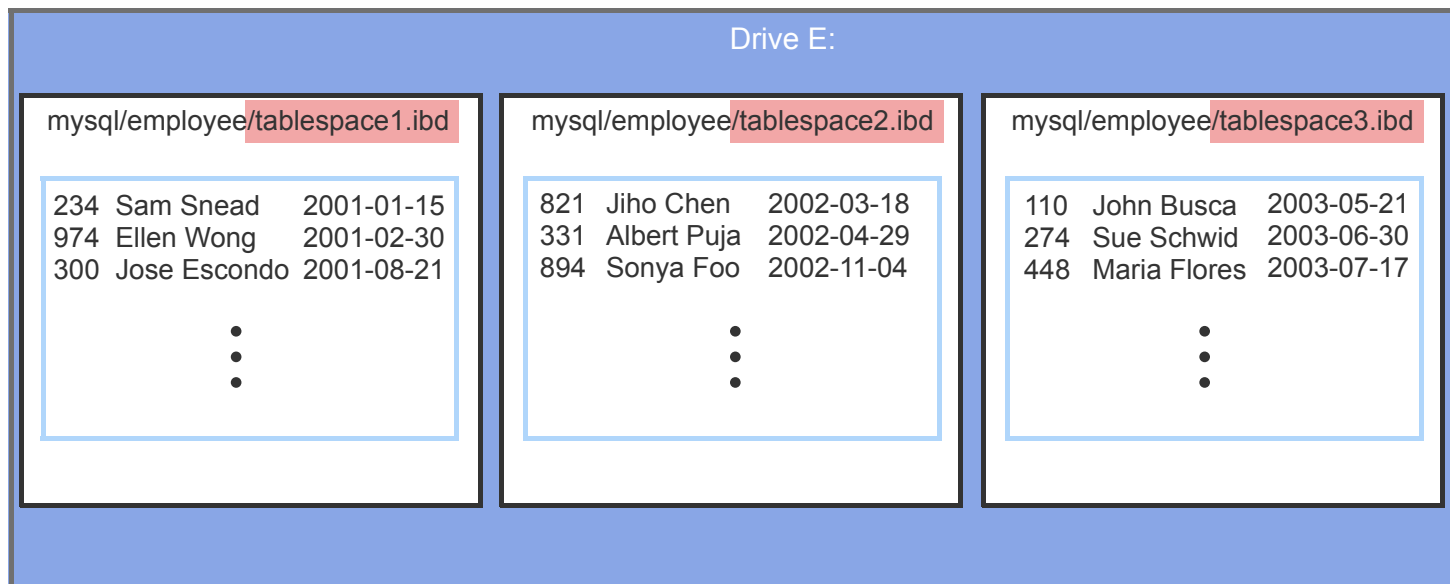 Drive E:
mysql/employee/tablespace1.ibd
234 Sam Snead 2001-01-15
974 Ellen Wong 2001-02-30
300 Jose Escondo 2001-08-21
mysql/employee/tablespace2.ibd
821 Jiho Chen 2002-03-18
331 Albert Puja 2002-04-29
894 Sonya Foo 2002-11-04
mysql/employee/tablespace3.ibd
110 John Busca 2003-05-21
274 Sue Schwid 2003-06-30
448 Maria Flores 2003-07-17